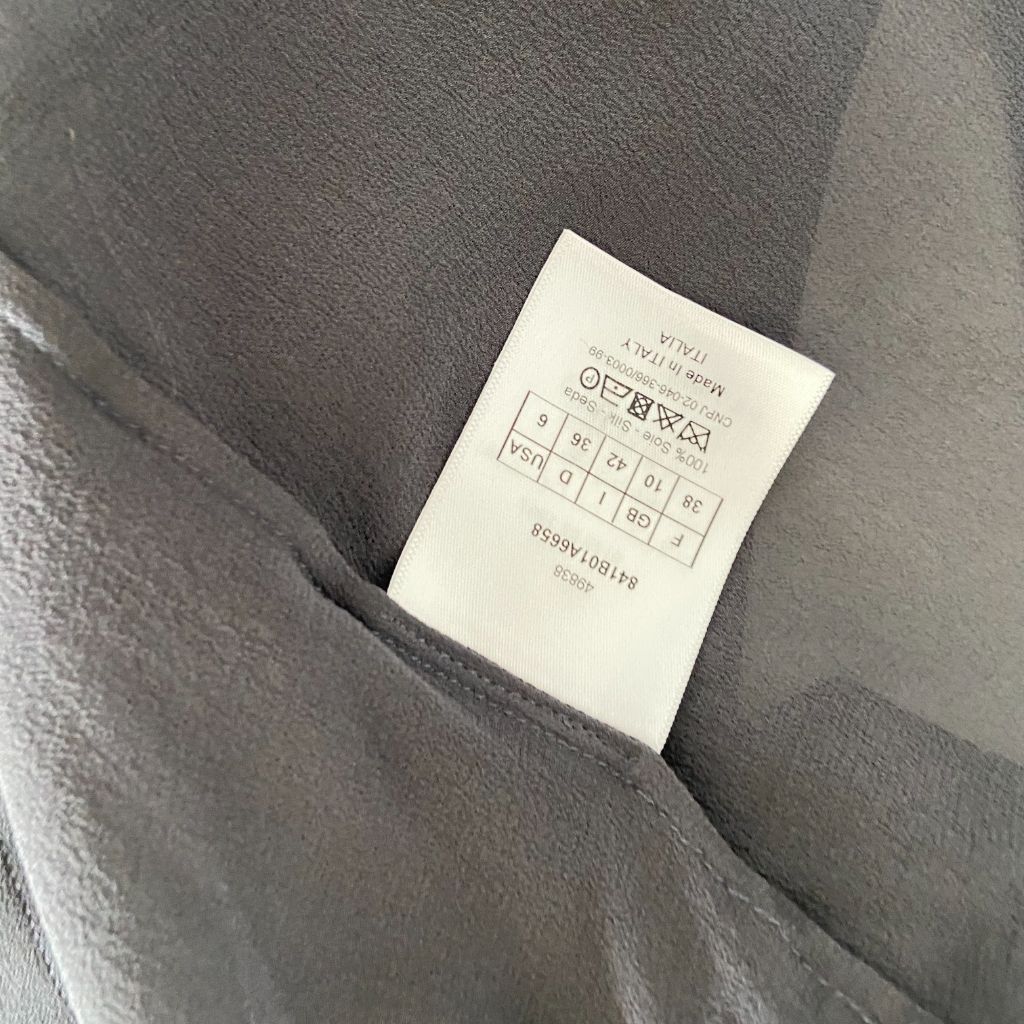 49838
841B01A6658
F GB I D USA
38 10 42 36 6
100% Soie - Silk - Seda
P
CNPJ 02-046-366/0003-99
Made In ITALY
ITALIA